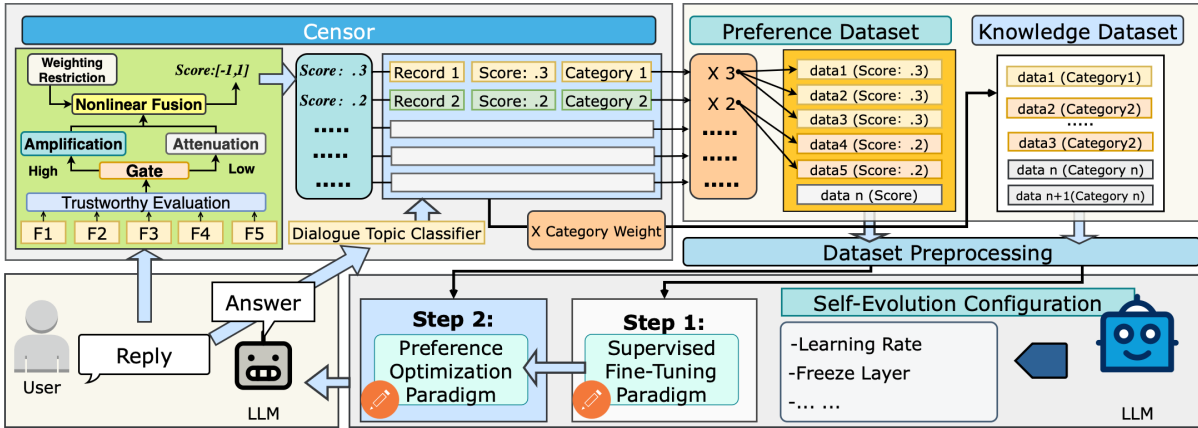 Censor
Weighting
Restriction
Score:[-1,1]
Nonlinear Fusion
Amplification
Attenuation
High
Gate
Low
Trustworthy Evaluation
F1
F2
F3
F4
F5
Score: .3
Score: .2
.....
.....
.....
Record 1
Score: .3
Category 1
Record 2
Score: .2
Category 2
Dialogue Topic Classifier
X Category Weight
X 3
X 2
.....
.....
.....
Preference Dataset
data1 (Score: .3)
data2 (Score: .3)
data3 (Score: .3)
data4 (Score: .2)
data5 (Score: .2)
data n (Score)
Knowledge Dataset
data1 (Category1)
data2 (Category2)
.....
data3 (Category2)
data n (Category n)
data n+1(Category n)
Dataset Preprocessing
Answer
Reply
User
LLM
Step 2:
Preference
Optimization
Paradigm
Step 1:
Supervised
Fine-Tuning
Paradigm
Self-Evolution Configuration
-Learning Rate
-Freeze Layer
-... ...
LLM